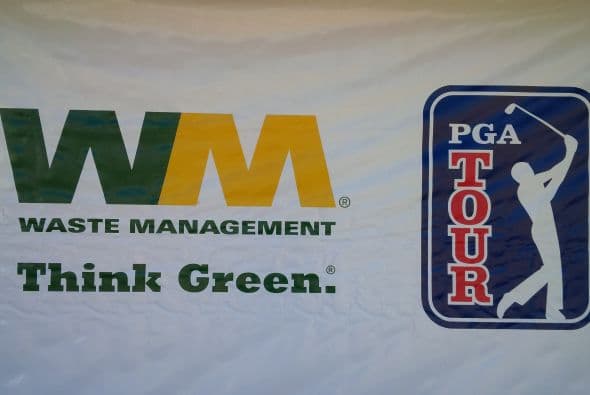 WM®
WASTE MANAGEMENT
Think Green.®
PGA
TOUR